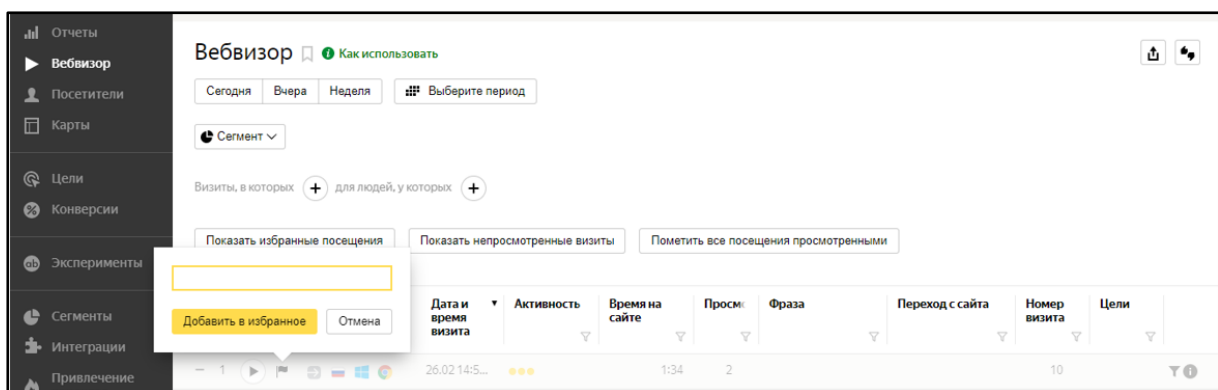 Отчеты
Вебвизор
Посетители
Карты
Цели
Конверсии
Эксперименты
Сегменты
Интеграции
Привлечение
Вебвизор Как использовать
Сегодня Вчера Неделя Выберите период
Сегмент
Визиты, в которых + для людей, у которых +
Показать избранные посещения Показать непросмотренные визиты Пометить все посещения просмотренными
Добавить в избранное Отмена
Дата и время визита Активность Время на сайте Просм Фраза Переход с сайта Номер визита Цели
1 26.02 14:5... 1:34 2 10